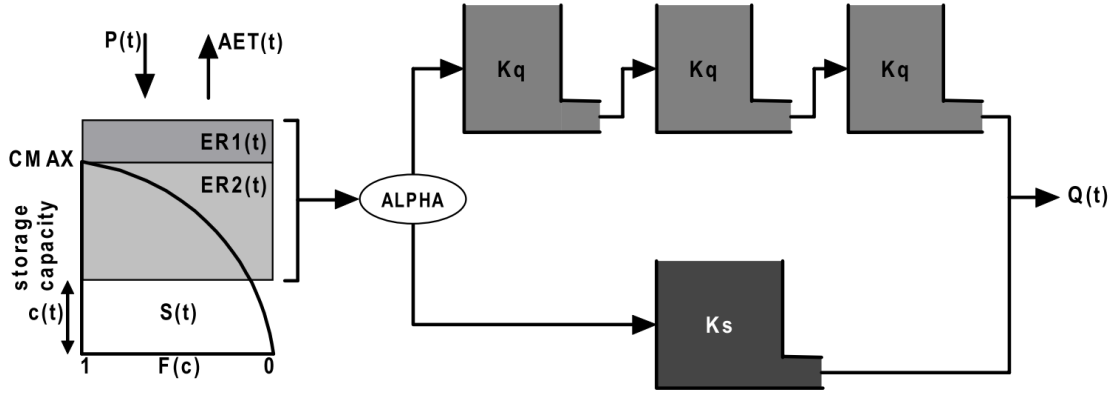 P(t)
AET(t)
ER1(t)
CMAX
ER2(t)
storage
capacity
c(t)
S(t)
1
F(c)
0
ALPHA
Kq
Kq
Kq
Ks
Q(t)